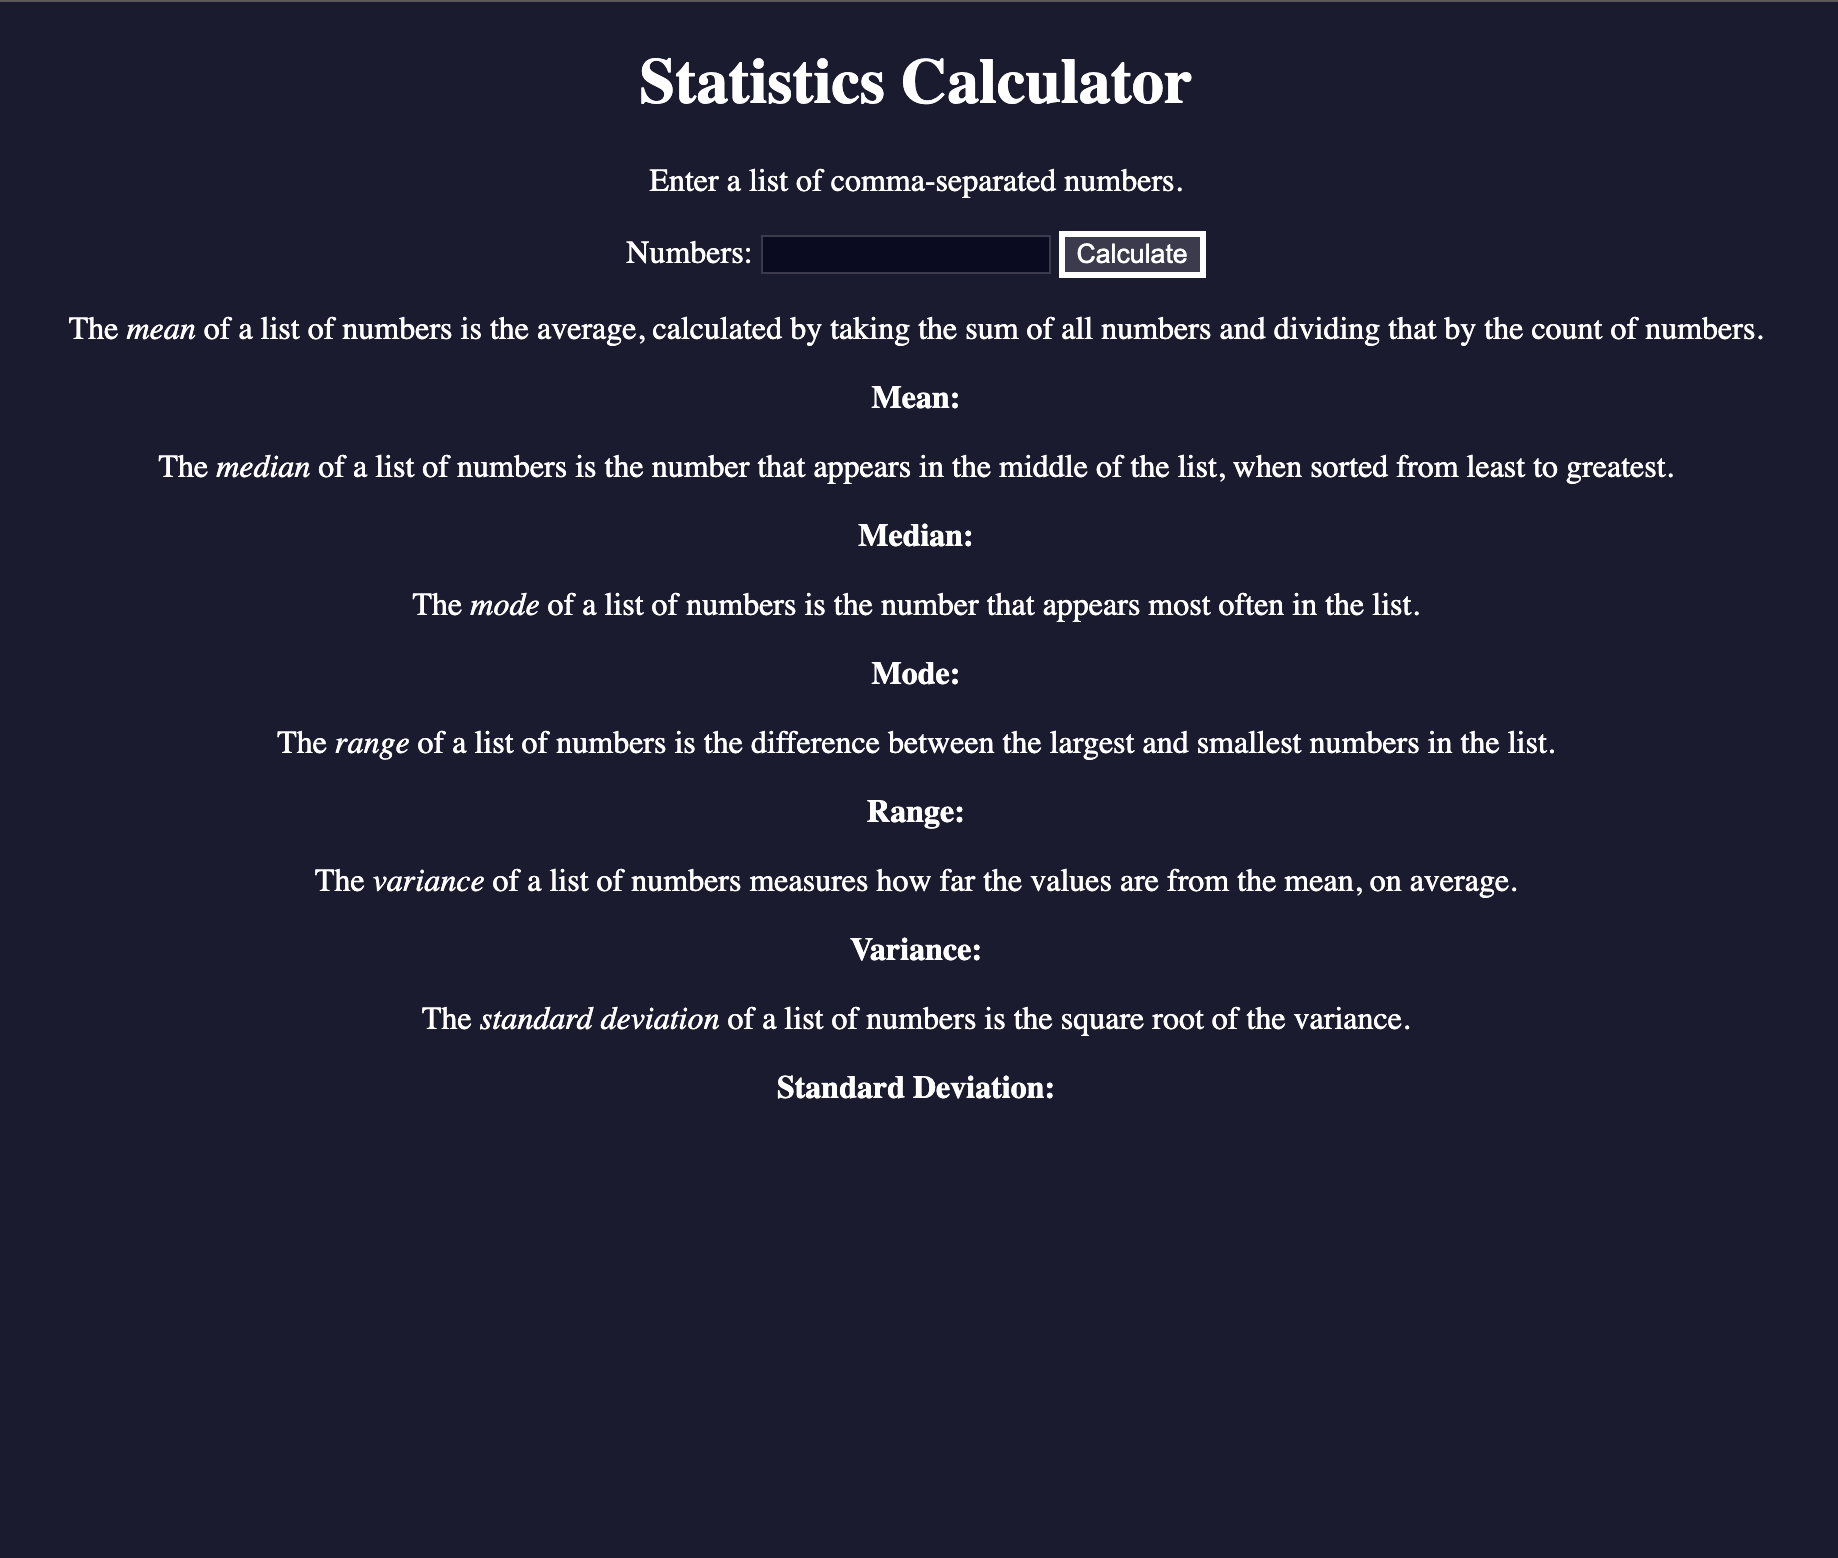 Statistics Calculator
Enter a list of comma-separated numbers.
Numbers: Calculate
The mean of a list of numbers is the average, calculated by taking the sum of all numbers and dividing that by the count of numbers.
Mean:
The median of a list of numbers is the number that appears in the middle of the list, when sorted from least to greatest.
Median:
The mode of a list of numbers is the number that appears most often in the list.
Mode:
The range of a list of numbers is the difference between the largest and smallest numbers in the list.
Range:
The variance of a list of numbers measures how far the values are from the mean, on average.
Variance:
The standard deviation of a list of numbers is the square root of the variance.
Standard Deviation: